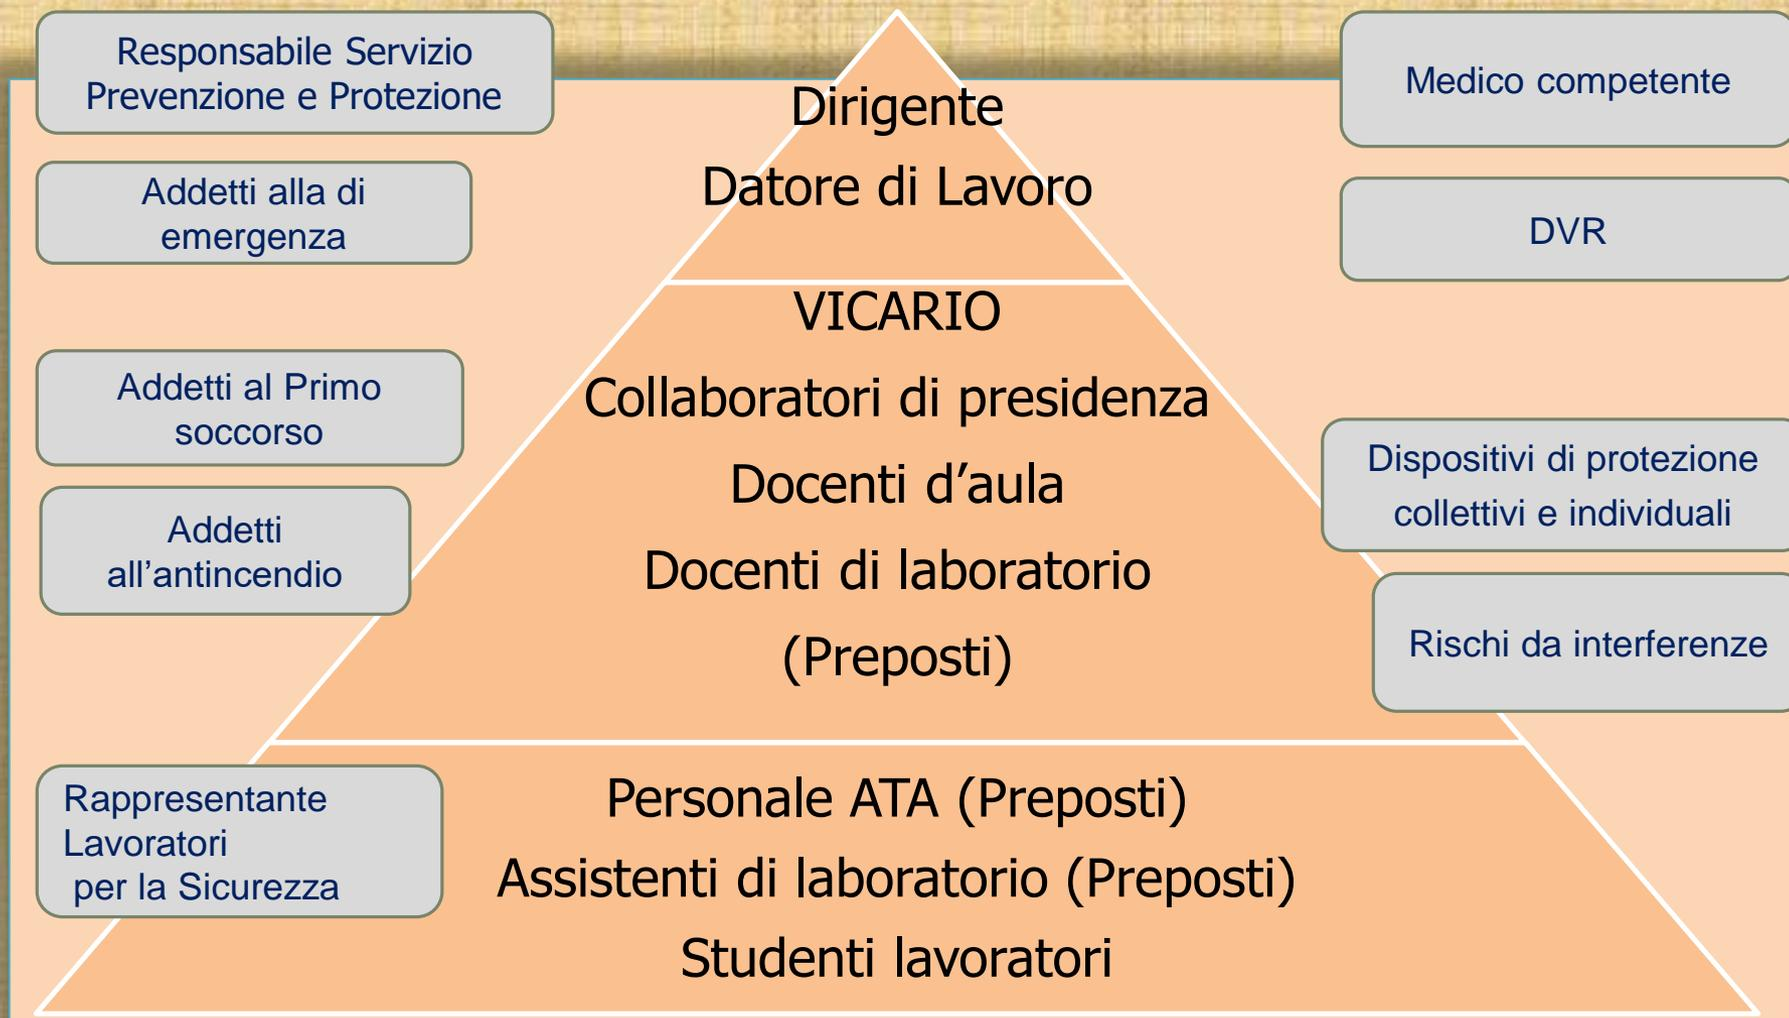 Responsabile Servizio
Prevenzione e Protezione
Addetti alla di
emergenza
Addetti al Primo
soccorso
Addetti
all’antincendio
Rappresentante
Lavoratori
per la Sicurezza
Dirigente
Datore di Lavoro
VICARIO
Collaboratori di presidenza
Docenti d’aula
Docenti di laboratorio
(Preposti)
Personale ATA (Preposti)
Assistenti di laboratorio (Preposti)
Studenti lavoratori
Medico competente
DVR
Dispositivi di protezione
collettivi e individuali
Rischi da interferenze